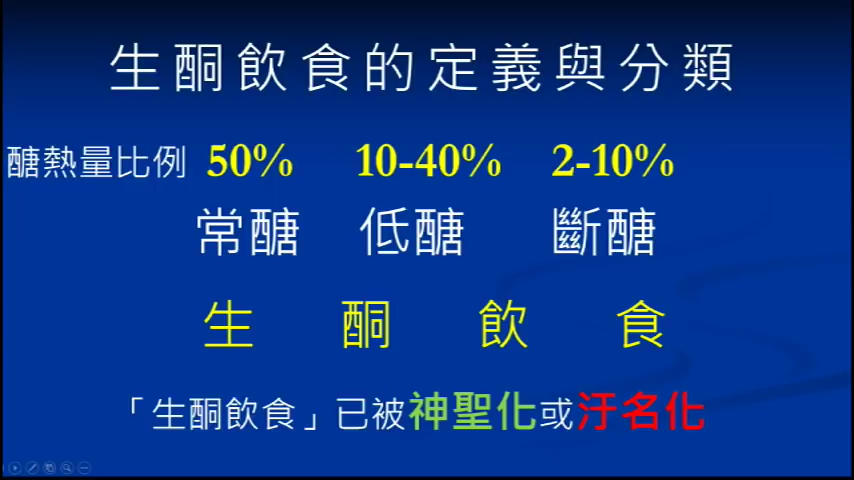 生酮飲食的定義與分類
醣熱量比例 50% 10-40% 2-10%
常醣 低醣 斷醣
生酮飲食
「生酮飲食」已被神聖化或汙名化